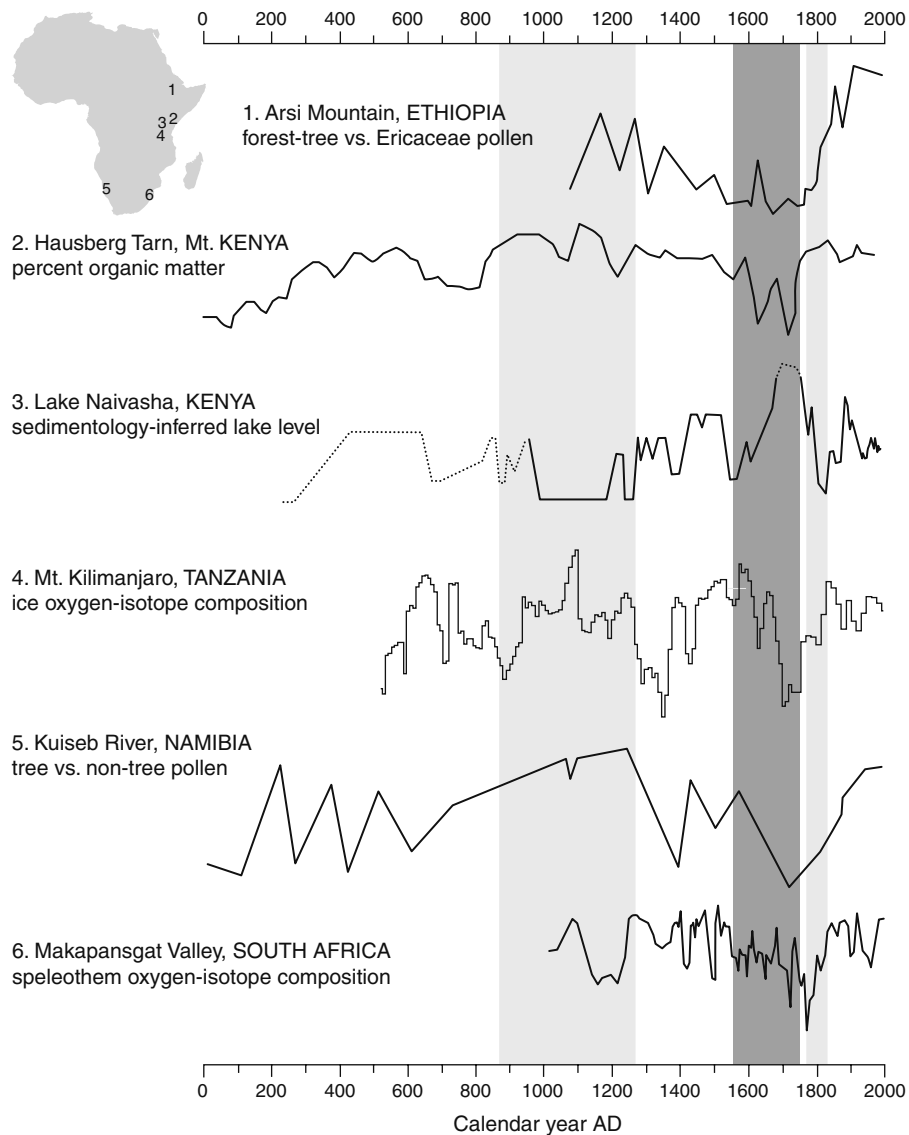 0 200 400 600 800 1000 1200 1400 1600 1800 2000
1
2
3
4
5
6
1. Arsi Mountain, ETHIOPIA
forest-tree vs. Ericaceae pollen
2. Hausberg Tarn, Mt. KENYA
percent organic matter
3. Lake Naivasha, KENYA
sedimentology-inferred lake level
4. Mt. Kilimanjaro, TANZANIA
ice oxygen-isotope composition
5. Kuiseb River, NAMIBIA
tree vs. non-tree pollen
6. Makapansgat Valley, SOUTH AFRICA
speleothem oxygen-isotope composition
0 200 400 600 800 1000 1200 1400 1600 1800 2000
Calendar year AD